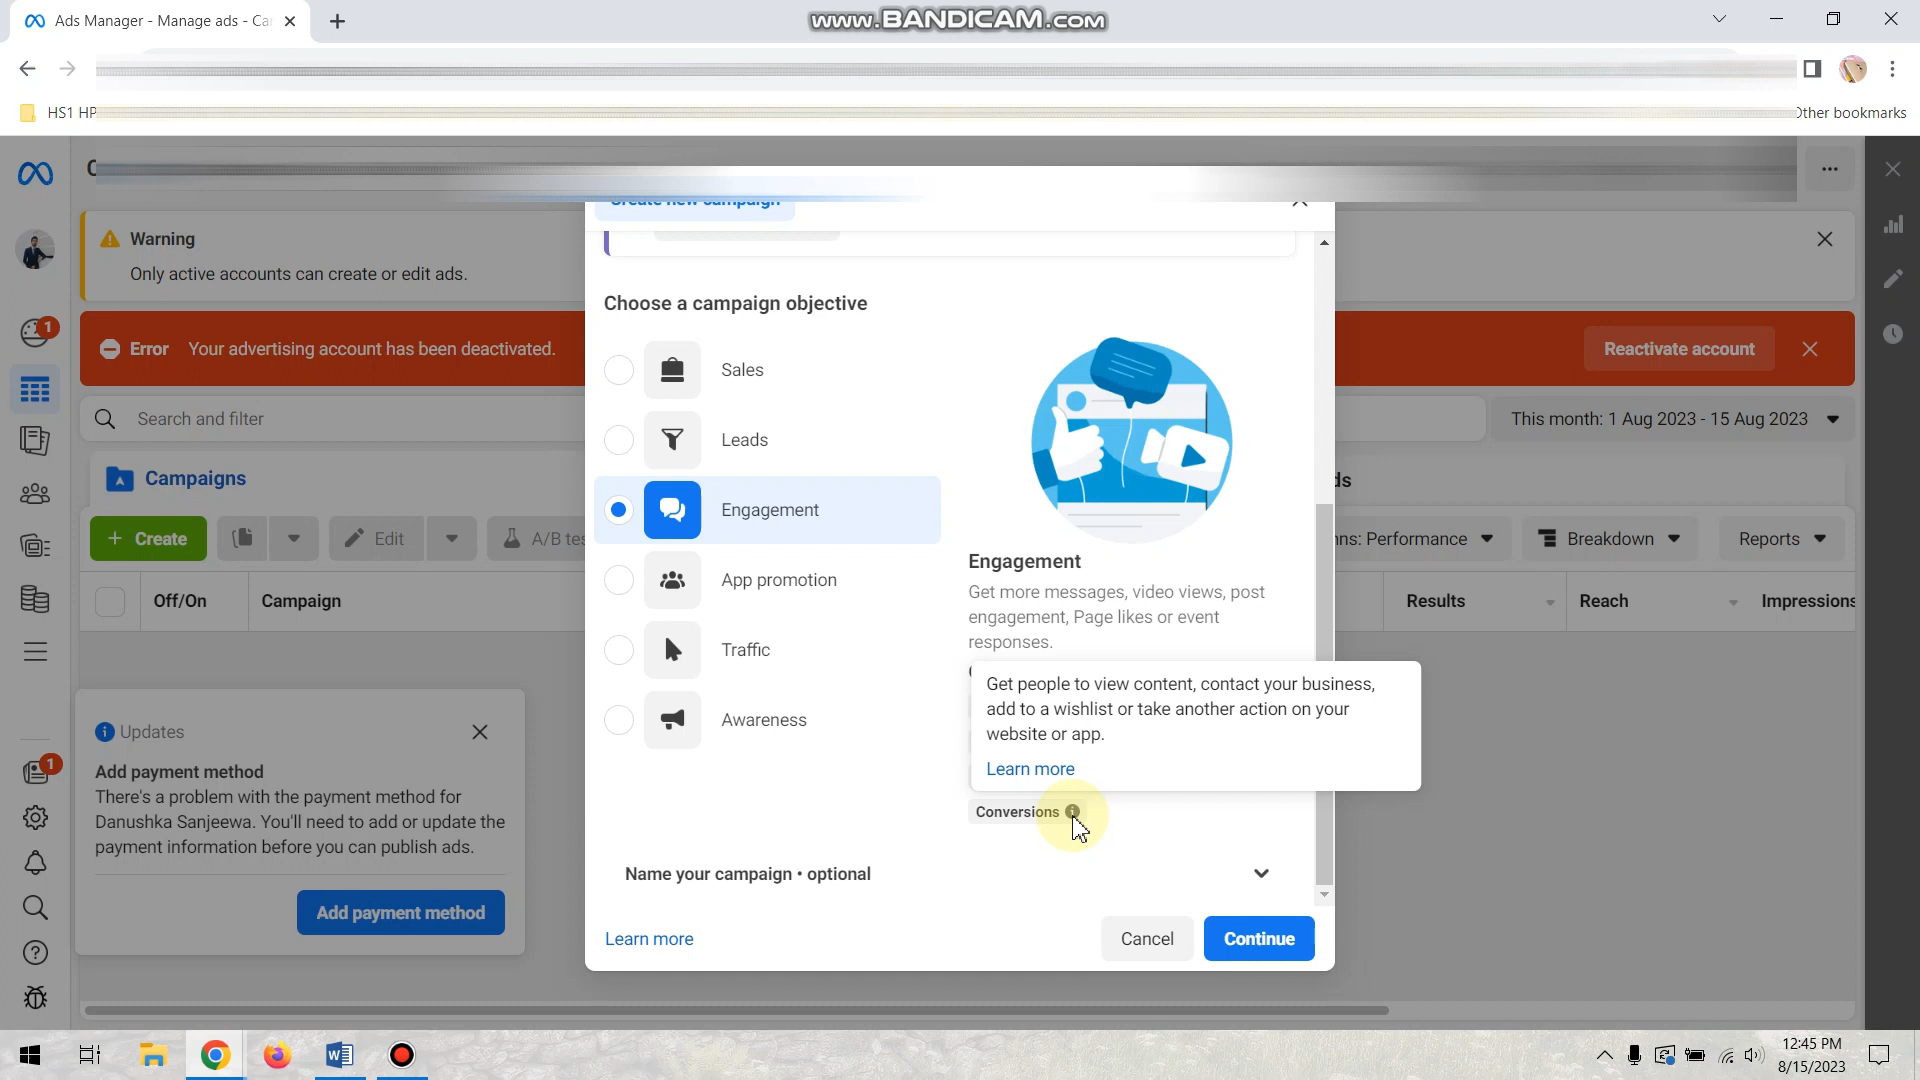 Ads Manager - Manage ads - Ca
www.BANDICAM.com
HS1 HP
Other bookmarks
Create new campaign
Warning
Only active accounts can create or edit ads.
Error Your advertising account has been deactivated.
Reactivate account
Search and filter
This month: 1 Aug 2023 - 15 Aug 2023
Campaigns
ds
+ Create
Edit
A/B tes
nns: Performance
Breakdown
Reports
Off/On
Campaign
Results
Reach
Impressions
1
1
Updates
Add payment method
There's a problem with the payment method for
Danushka Sanjeewa. You'll need to add or update the
payment information before you can publish ads.
Add payment method
Choose a campaign objective
Sales
Leads
Engagement
App promotion
Traffic
Awareness
Engagement
Get more messages, video views, post
engagement, Page likes or event
responses.
Get people to view content, contact your business,
add to a wishlist or take another action on your
website or app.
Learn more
Conversions
Name your campaign • optional
Learn more
Cancel
Continue
12:45 PM
8/15/2023